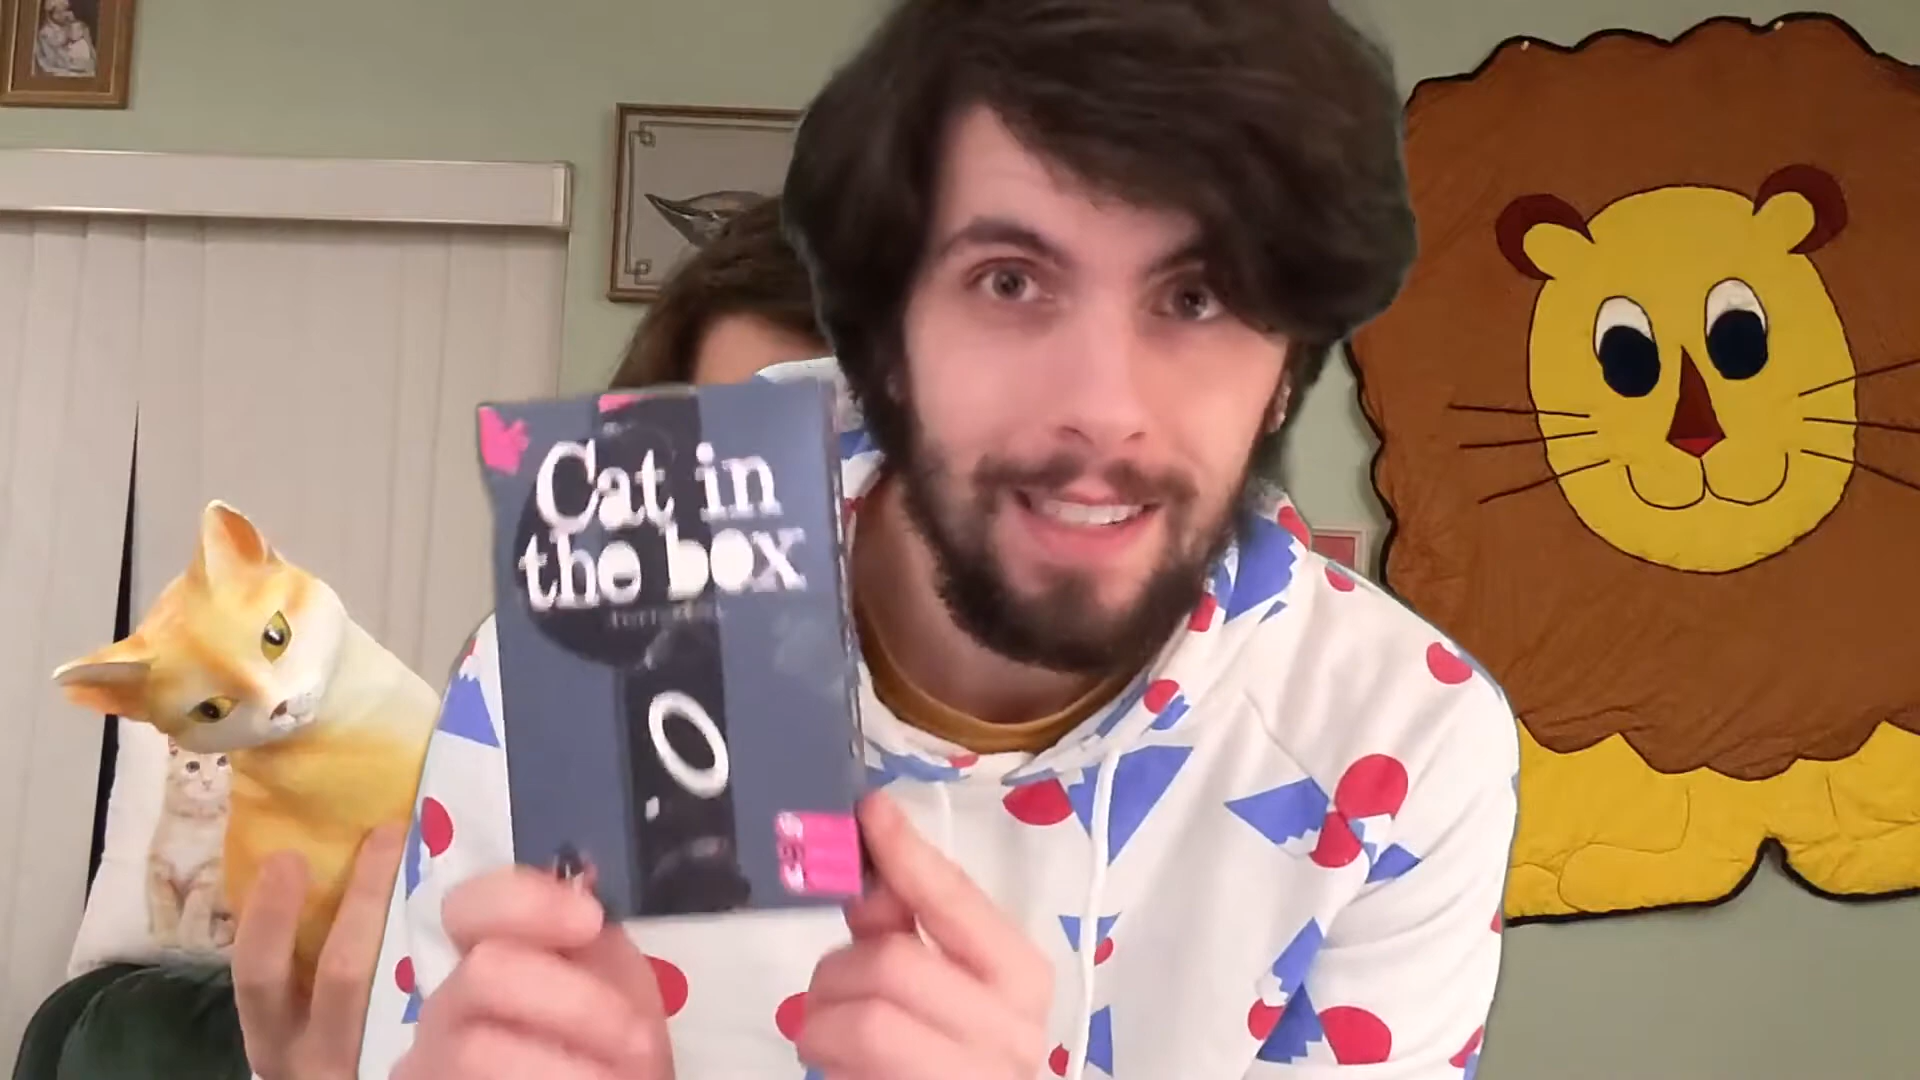 Cat in
the box